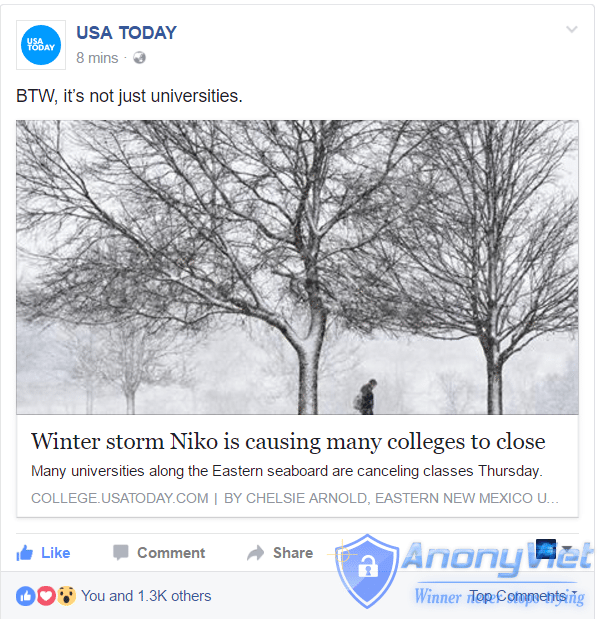 USA
TODAY
USA TODAY
8 mins ·
BTW, it's not just universities.
Winter storm Niko is causing many colleges to close
Many universities along the Eastern seaboard are canceling classes Thursday.
COLLEGE.USATODAY.COM | BY CHELSIE ARNOLD, EASTERN NEW MEXICO U...
Like Comment Share
AnonyViet
Winner never stops trying
You and 1.3K others
Top Comments